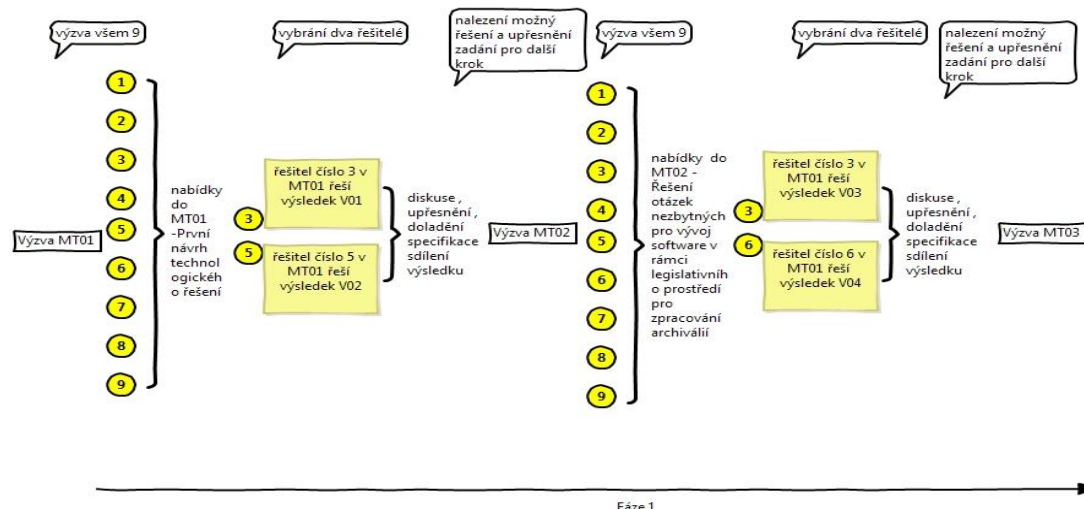 výzva všem 9
vybrání dva řešitelé
nalezení možný
řešení a upřesnění
zadání pro další
krok
výzva všem 9
vybrání dva řešitelé
nalezení možný
řešení a upřesnění
zadání pro další
krok
Výzva MT01
1
2
3
4
5
6
7
8
9
nabídky
do
MT01
-První
návrh
technol
ogickéh
o řešení
3
5
řešitel číslo 3 v
MT01 řeší
výsledek V01
řešitel číslo 5 v
MT01 řeší
výsledek V02
diskuse ,
upřesnění ,
doladění
specifikace
sdílení
výsledku
Výzva MT02
1
2
3
4
5
6
7
8
9
nabídky do
MT02 -
Řešení
otázek
nezbytných
pro vývoj
software v
rámci
legislativníh
o prostředí
pro
zpracování
archiválií
3
6
řešitel číslo 3 v
MT01 řeší
výsledek V03
řešitel číslo 6 v
MT01 řeší
výsledek V04
diskuse ,
upřesnění ,
doladění
specifikace
sdílení
výsledku
Výzva MT03
Fáze 1